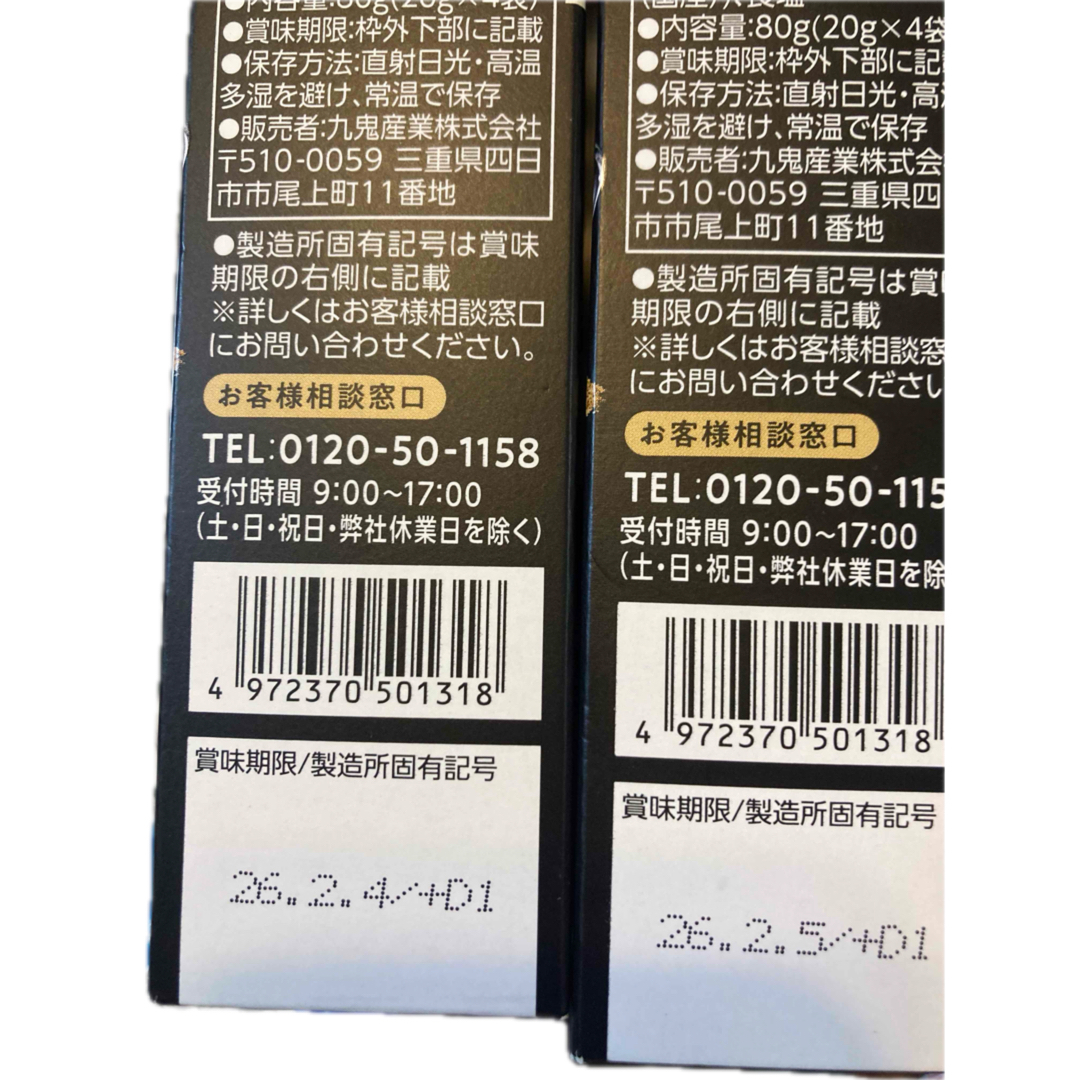 ●内容量:80g(20g×4袋)
●賞味期限:枠外下部に記載
●保存方法:直射日光・高温
多湿を避け、常温で保存
●販売者:九鬼産業株式会社
〒510-0059 三重県四日
市市尾上町11番地
●製造所固有記号は賞味
期限の右側に記載
※詳しくはお客様相談窓口
にお問い合わせください。
お客様相談窓口
TEL:0120-50-1158
受付時間 9:00~17:00
(土・日・祝日・弊社休業日を除く)
4 972370 501318
賞味期限/製造所固有記号
26.2.4/+D1
●内容量:80g(20g×4袋
●賞味期限:枠外下部に記
●保存方法:直射日光・高
多湿を避け、常温で保存
●販売者:九鬼産業株式会
〒510-0059 三重県四
市市尾上町11番地
●製造所固有記号は賞
期限の右側に記載
※詳しくはお客様相談窓
にお問い合わせください
お客様相談窓口
TEL:0120-50-115
受付時間 9:00~17:00
(土・日・祝日・弊社休業日を除
4 972370 501318
賞味期限/製造所固有記号
26.2.5/+D1